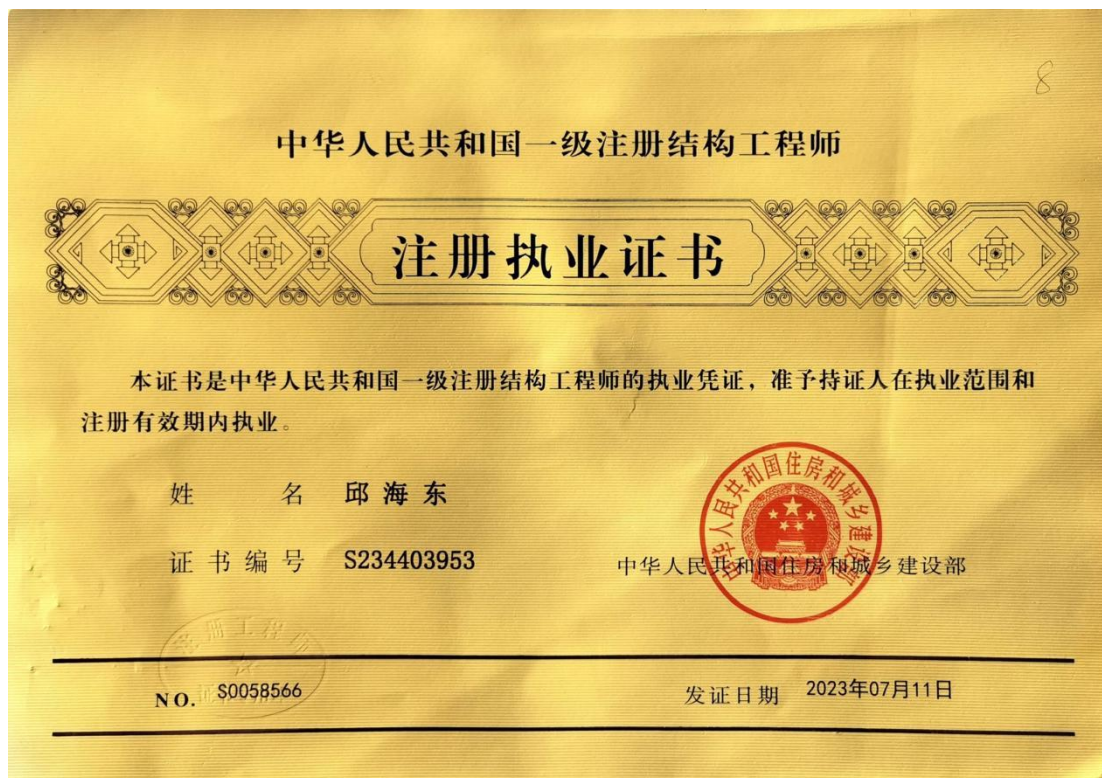 8
中华人民共和国一级注册结构工程师
注册执业证书
本证书是中华人民共和国一级注册结构工程师的执业凭证，准予持证人在执业范围和
注册有效期内执业。
姓 名 邱海东
证书编号 S234403953
中华人民共和国住房和城乡建设部
中华人民共和国住房和城乡建设部
NO. S0058566
发证日期 2023年07月11日